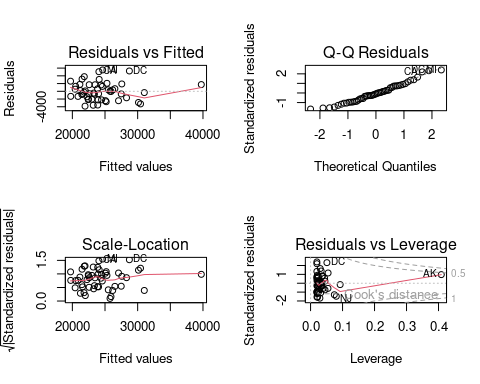 Residuals vs Fitted
Residuals
-4000
DC
20000
30000
40000
Fitted values
Q-Q Residuals
Standardized residuals
2
-1
-2
-1
0
1
2
Theoretical Quantiles
Scale-Location
√|Standardized residuals|
1.5
0.0
DC
20000
30000
40000
Fitted values
Residuals vs Leverage
Standardized residuals
1
-2
DC
AK
NJ
Cook's distance
0.5
1
0.0
0.1
0.2
0.3
0.4
Leverage